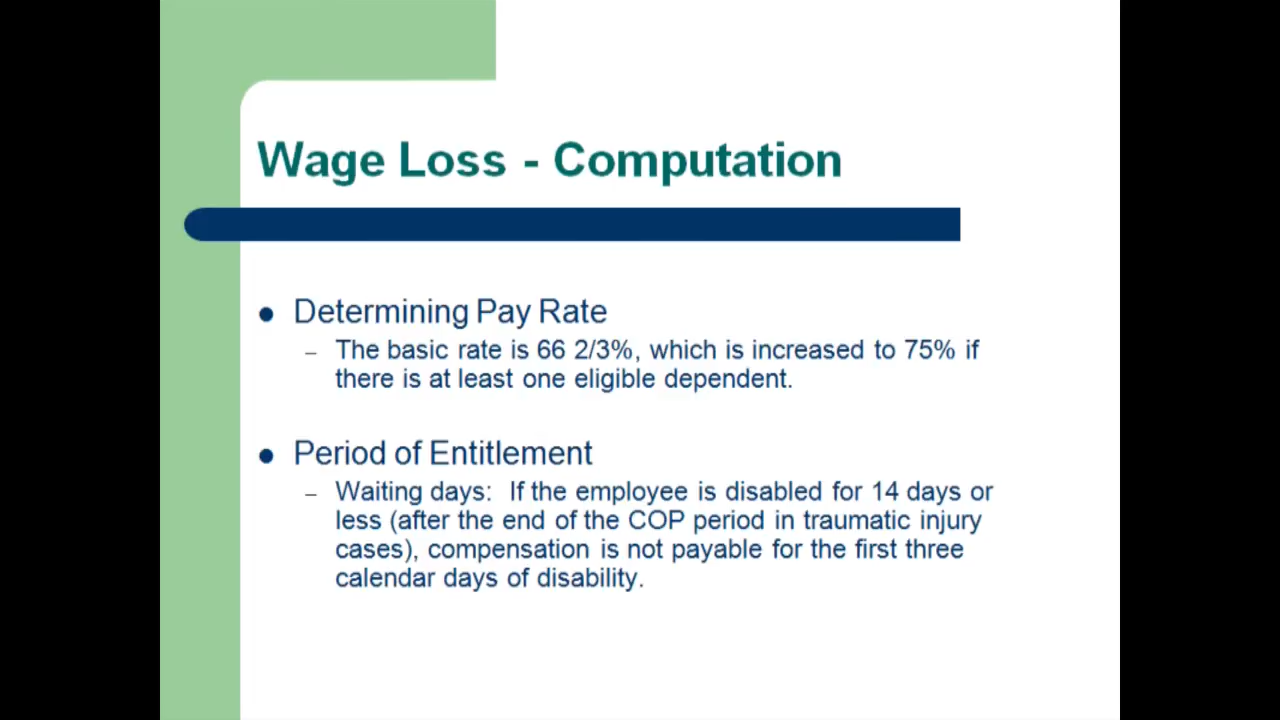 Wage Loss - Computation
● Determining Pay Rate
– The basic rate is 66 2/3%, which is increased to 75% if
there is at least one eligible dependent.
● Period of Entitlement
– Waiting days:  If the employee is disabled for 14 days or
less (after the end of the COP period in traumatic injury
cases), compensation is not payable for the first three
calendar days of disability.